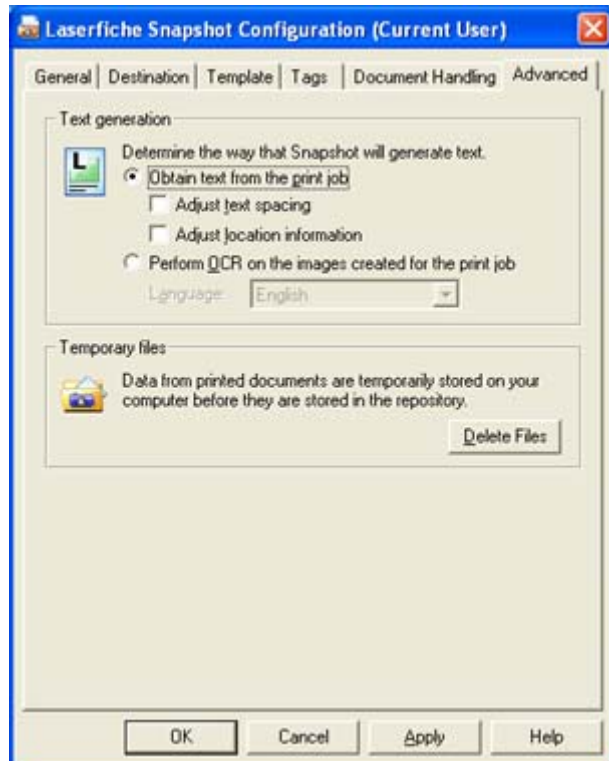 Laserfiche Snapshot Configuration (Current User)
General Destination Template Tags Document Handling Advanced
Text generation
Determine the way that Snapshot will generate text.
Obtain text from the print job
Adjust text spacing
Adjust location information
Perform OCR on the images created for the print job
Language: English
Temporary files
Data from printed documents are temporarily stored on your
computer before they are stored in the repository.
Delete Files
OK Cancel Apply Help